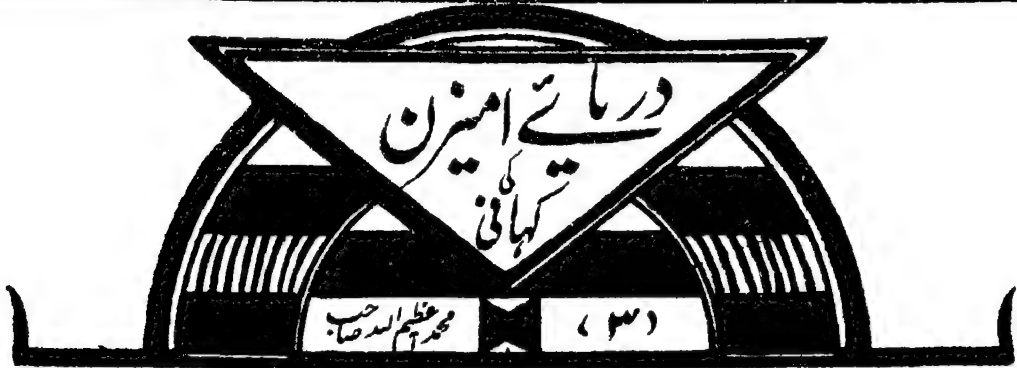 دریائے امیزن
کی
کہانی
(۳)
محمد عظیم اللہ صاحب